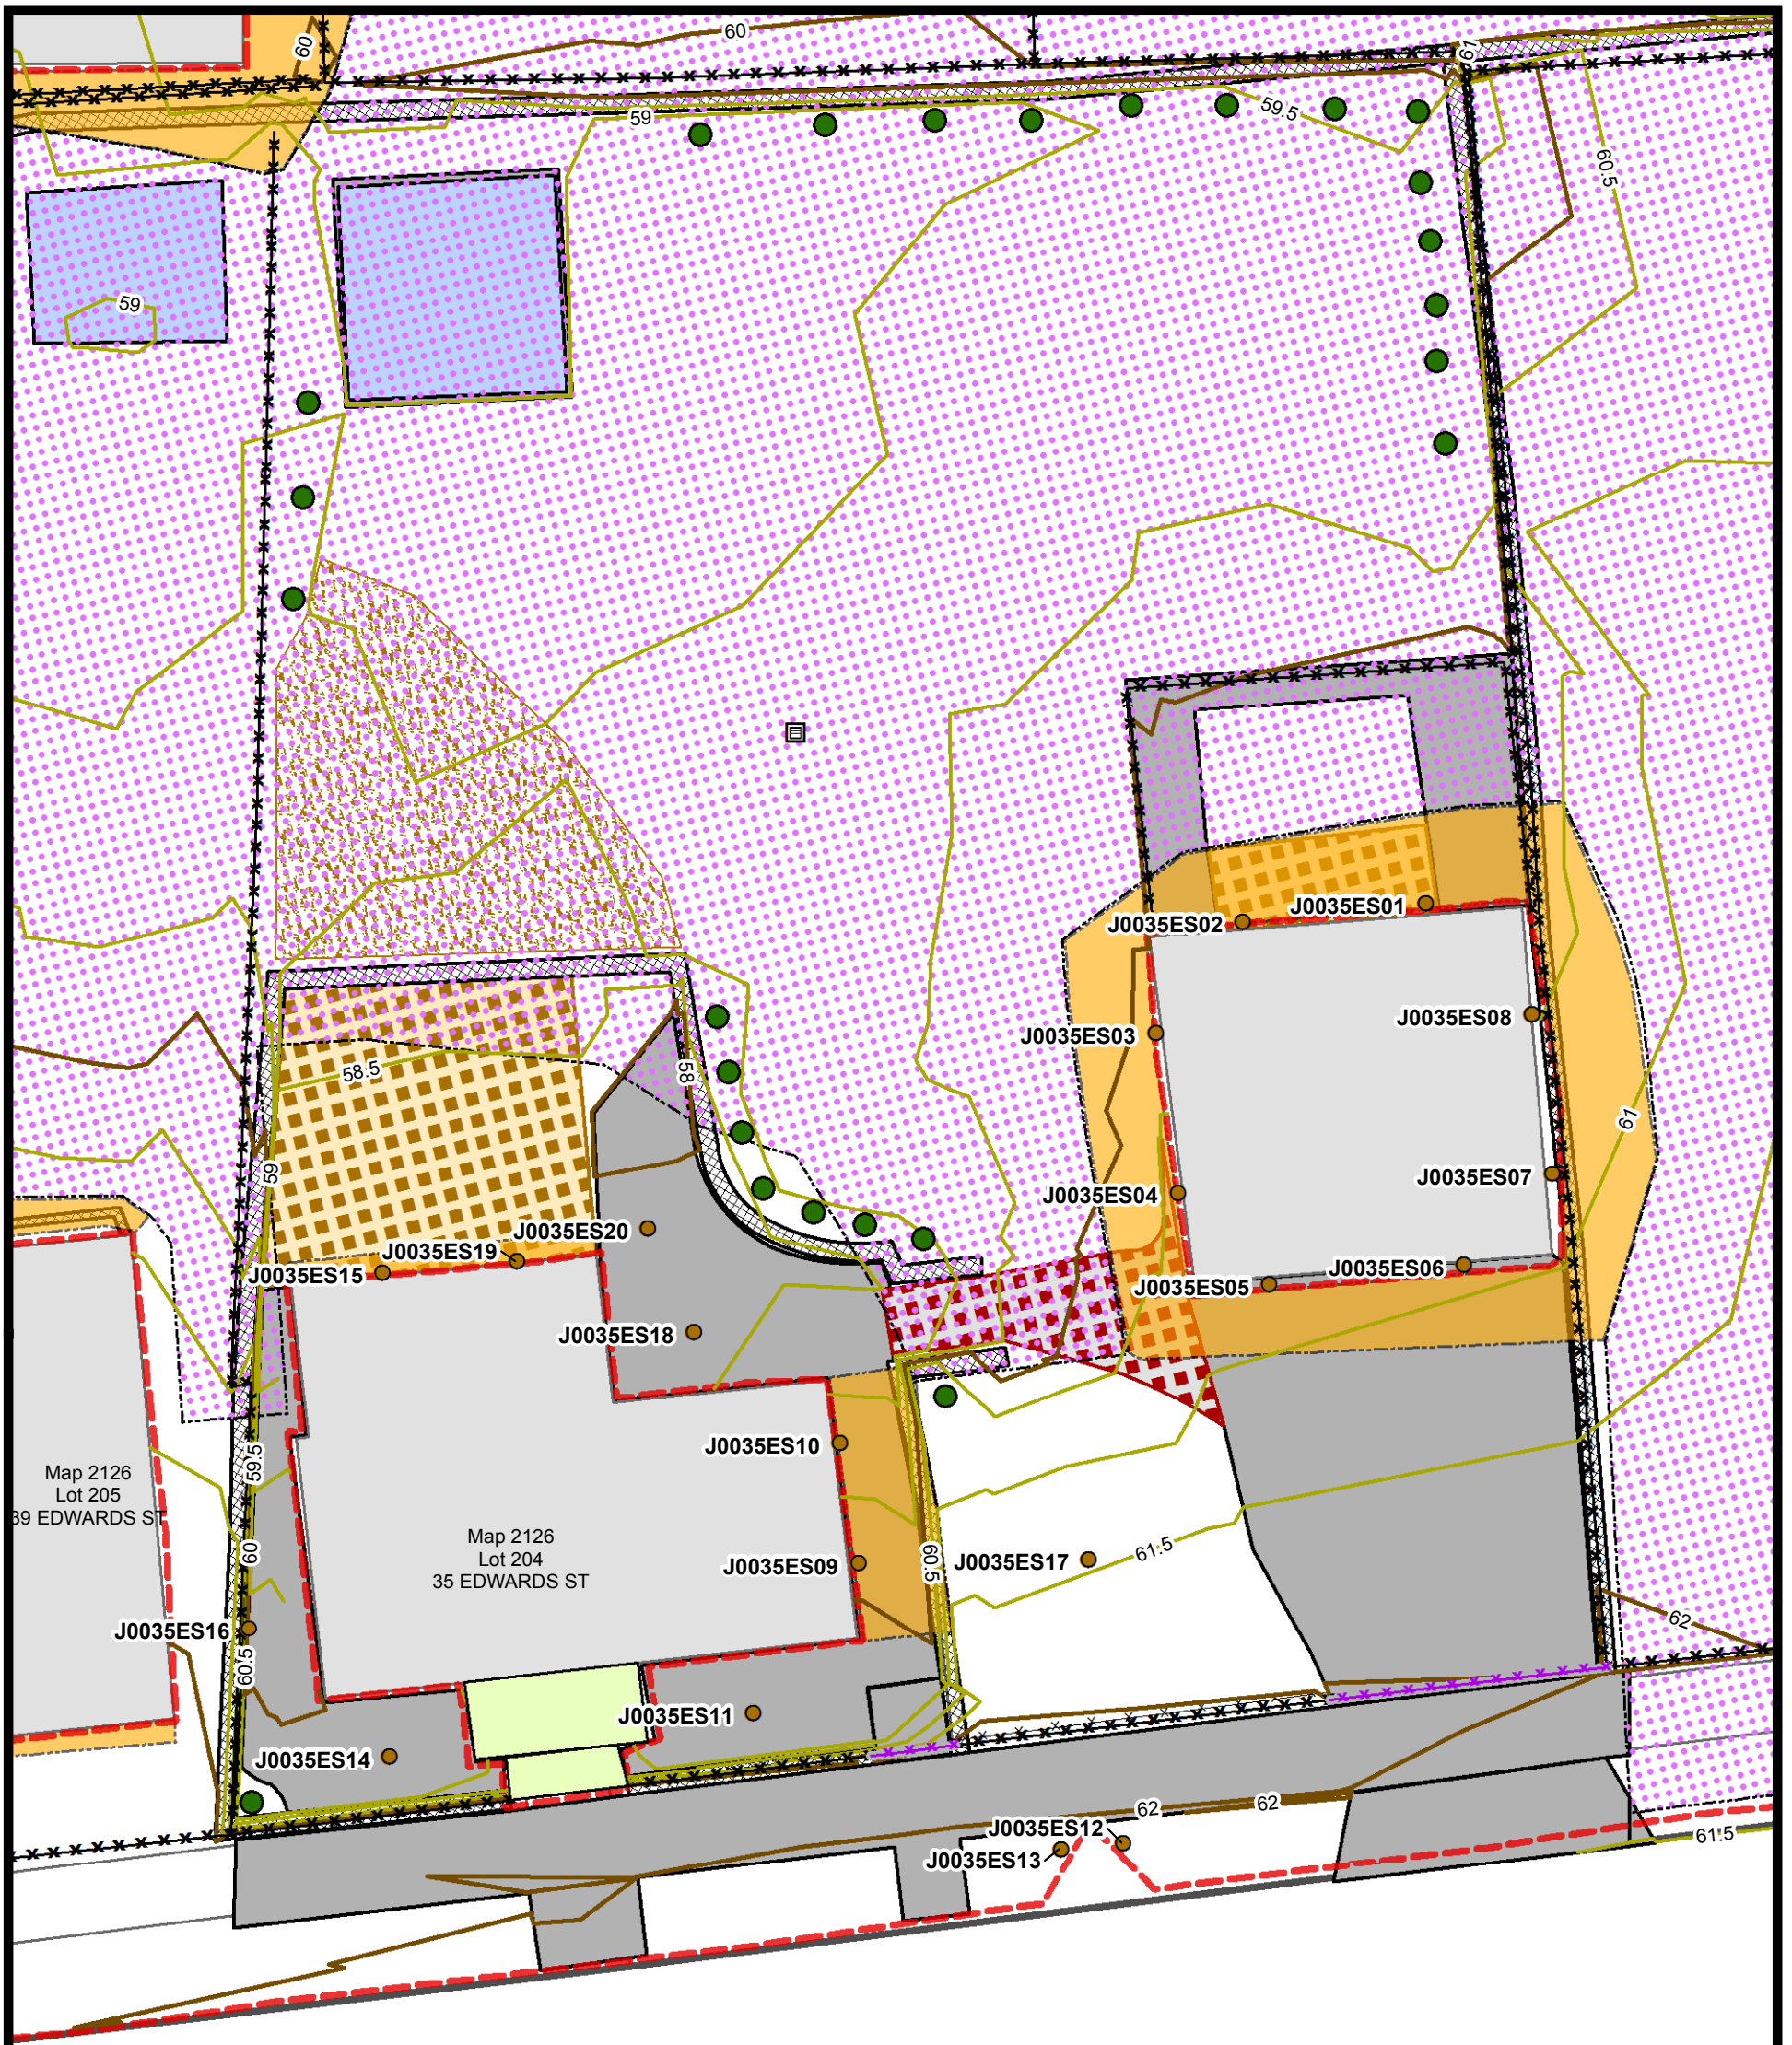 60
60
61
59
59.5
60.5
59
J0035ES01
J0035ES02
J0035ES08
J0035ES03
58.5
58
61
59
J0035ES07
J0035ES04
J0035ES20
J0035ES19
J0035ES15
J0035ES06
J0035ES05
J0035ES18
J0035ES10
59.5
Map 2126
Lot 205
39 EDWARDS ST
Map 2126
Lot 204
35 EDWARDS ST
60
J0035ES09
60.5
J0035ES17
61.5
J0035ES16
60.5
62
J0035ES11
J0035ES14
62
62
J0035ES12
J0035ES13
61.5